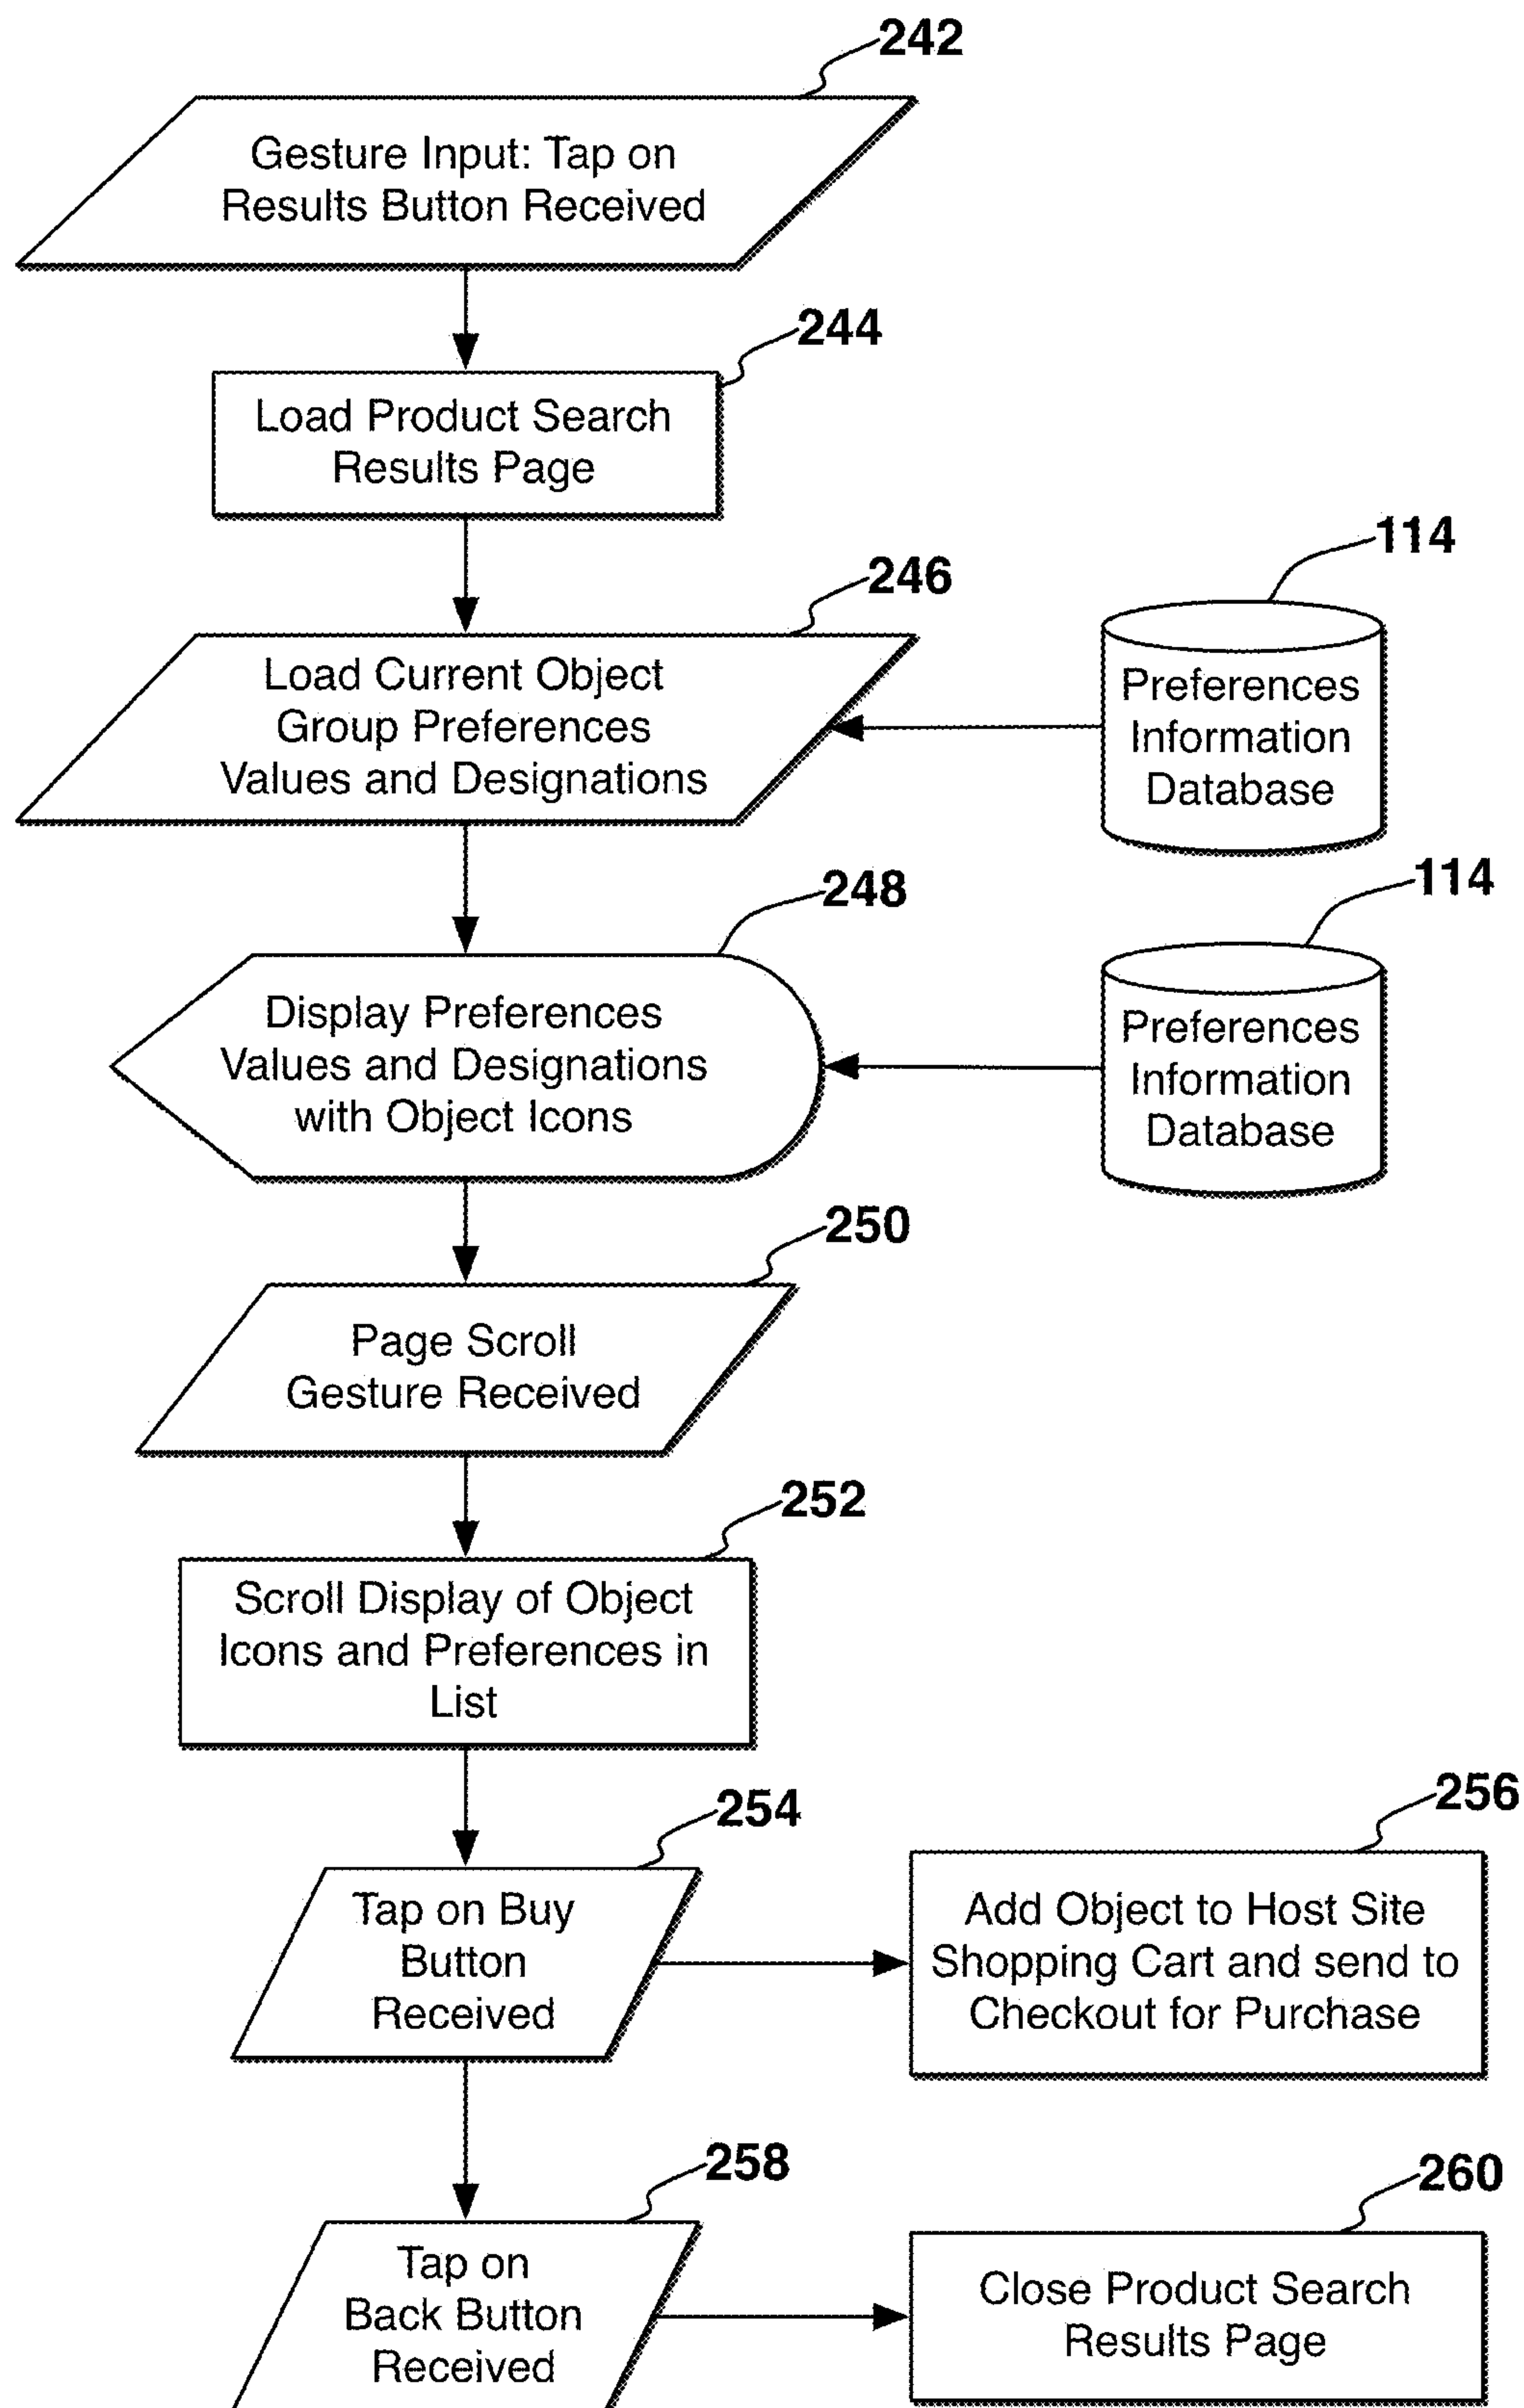 242
Gesture Input: Tap on
Results Button Received
244
Load Product Search
Results Page
246
Load Current Object
Group Preferences
Values and Designations
114
Preferences
Information
Database
248
Display Preferences
Values and Designations
with Object Icons
114
Preferences
Information
Database
250
Page Scroll
Gesture Received
252
Scroll Display of Object
Icons and Preferences in
List
254
Tap on Buy
Button
Received
256
Add Object to Host Site
Shopping Cart and send to
Checkout for Purchase
258
Tap on
Back Button
Received
260
Close Product Search
Results Page